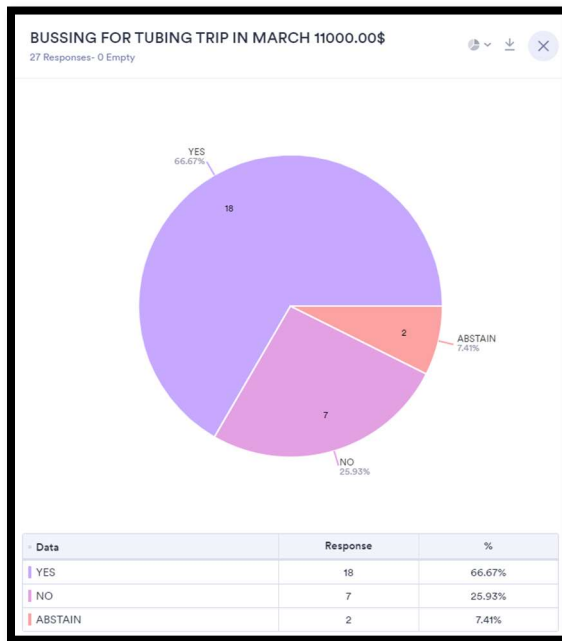 BUSSING FOR TUBING TRIP IN MARCH 11000.00$
27 Responses- 0 Empty
YES
66.67%
18
2
ABSTAIN
7.41%
7
NO
25.93%
Data Response %
YES 18 66.67%
NO 7 25.93%
ABSTAIN 2 7.41%